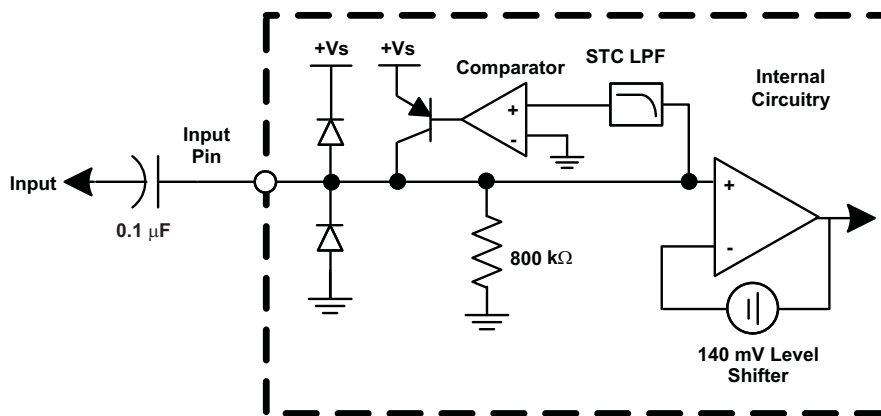 +Vs
+Vs
Comparator
STC LPF
Internal
Circuitry
+
-
Input
Pin
Input
0.1 μF
800 kΩ
+
-
140 mV Level
Shifter